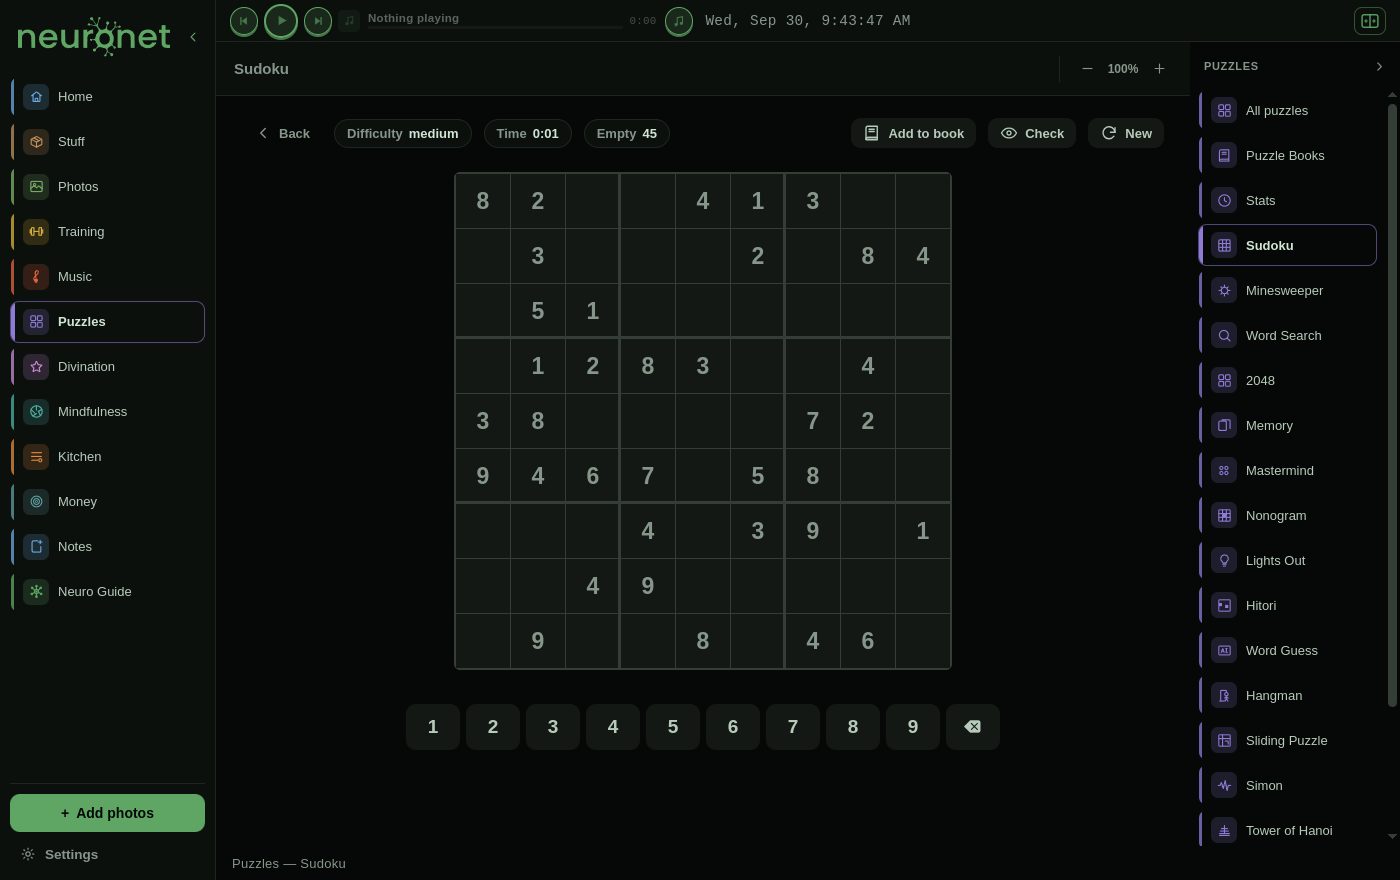 neuronet
Nothing playing
0:00
Wed, Sep 30, 9:43:47 AM
Home
Stuff
Photos
Training
Music
Puzzles
Divination
Mindfulness
Kitchen
Money
Notes
Neuro Guide
+ Add photos
Settings
Sudoku
100%
Back
Difficulty medium
Time 0:01
Empty 45
Add to book
Check
New
8 2 4 1 3
3 2 8 4
5 1
1 2 8 3 4
3 8 7 2
9 4 6 7 5 8
4 3 9 1
4 9
9 8 4 6
1 2 3 4 5 6 7 8 9
Puzzles — Sudoku
PUZZLES
All puzzles
Puzzle Books
Stats
Sudoku
Minesweeper
Word Search
2048
Memory
Mastermind
Nonogram
Lights Out
Hitori
Word Guess
Hangman
Sliding Puzzle
Simon
Tower of Hanoi